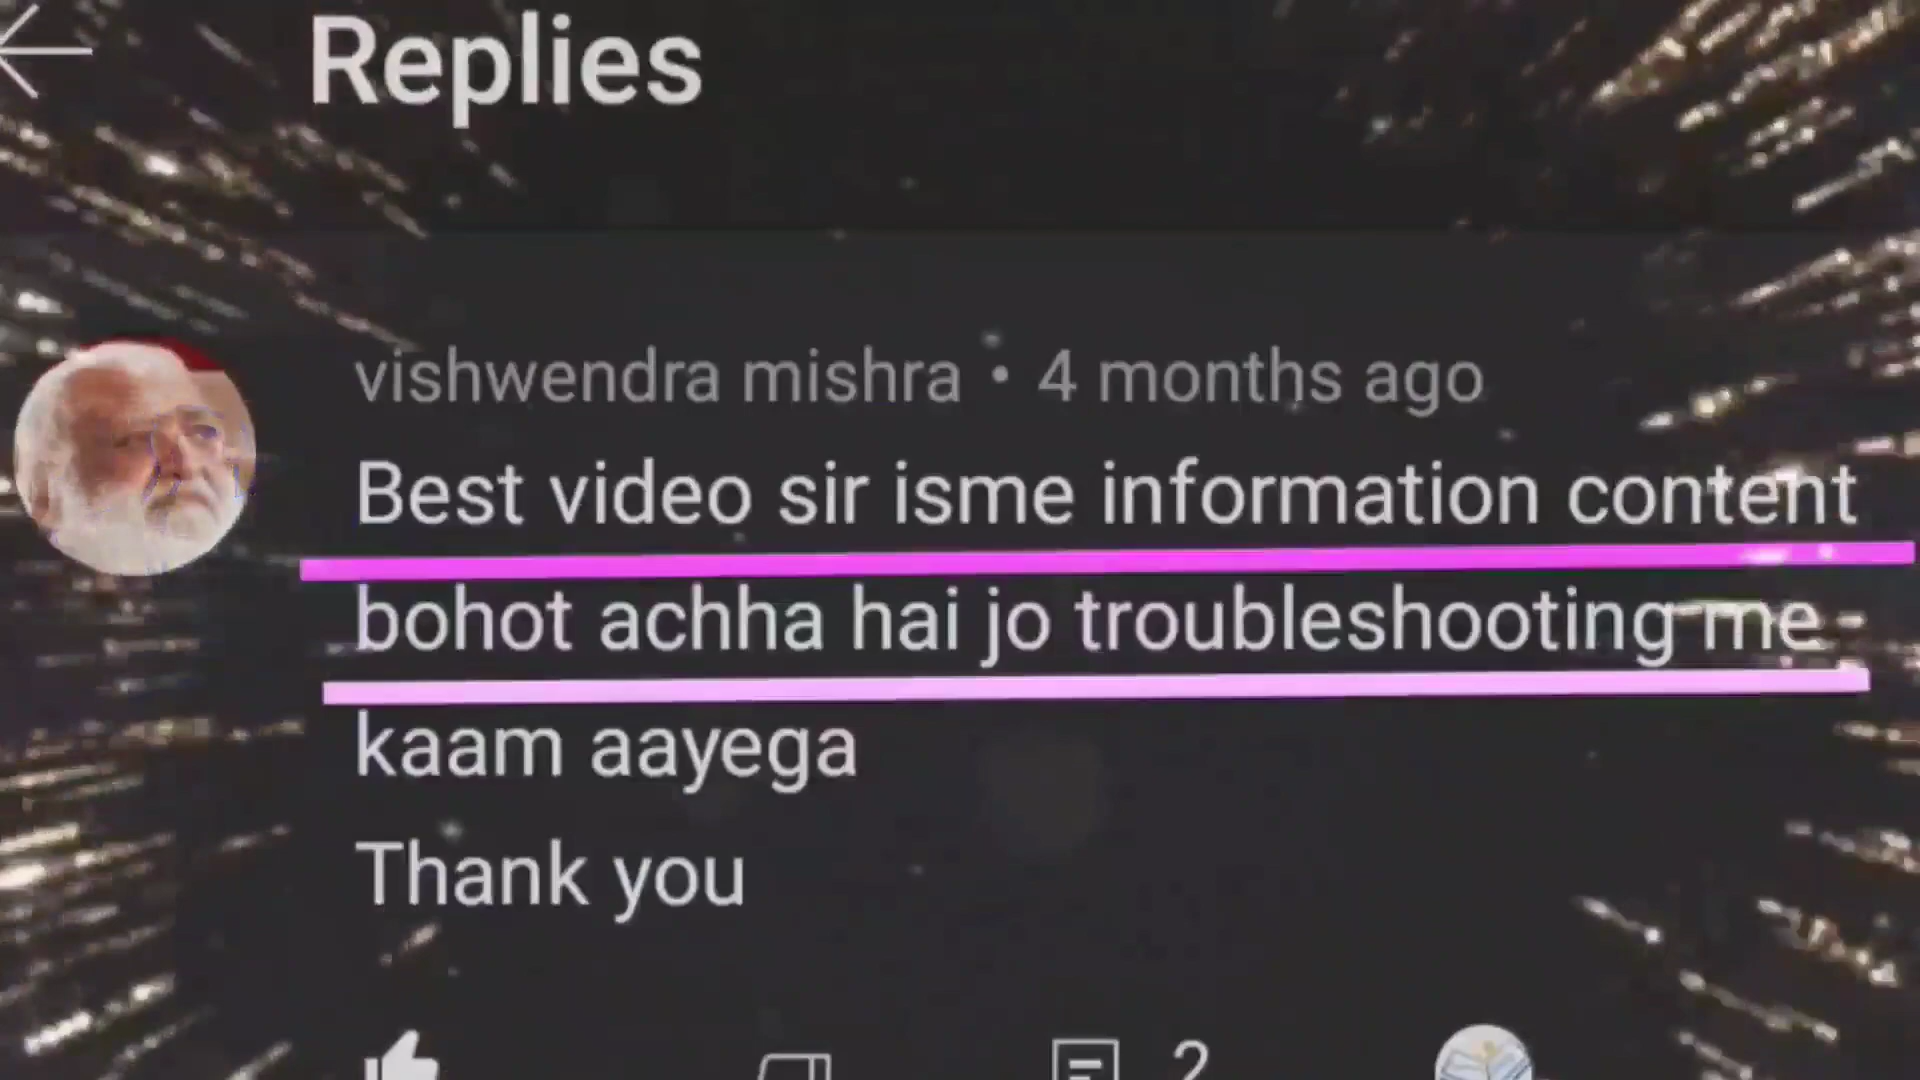 Replies
vishwendra mishra • 4 months ago
Best video sir isme information content
bohot achha hai jo troubleshooting me
kaam aayega
Thank you
2